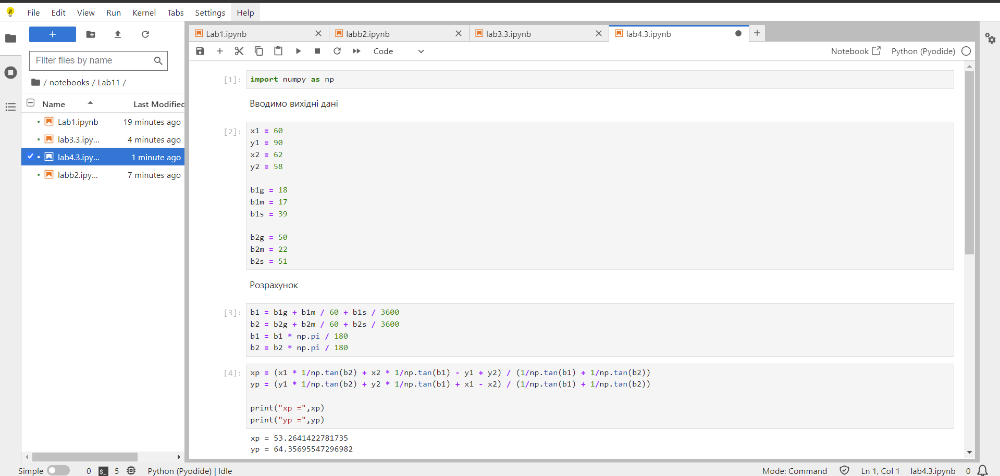 File Edit View Run Kernel Tabs Settings Help
+
Filter files by name
/ notebooks / Lab11 /
Name Last Modified
Lab1.ipynb 19 minutes ago
lab3.3.ipy... 4 minutes ago
lab4.3.ipy... 1 minute ago
labb2.ipy... 7 minutes ago
Lab1.ipynb labb2.ipynb lab3.3.ipynb lab4.3.ipynb +
Code Notebook Python (Pyodide)
[1]: import numpy as np
Вводимо вихідні дані
[2]: x1 = 60
y1 = 90
x2 = 62
y2 = 58
b1g = 18
b1m = 17
b1s = 39
b2g = 50
b2m = 22
b2s = 51
Розрахунок
[3]: b1 = b1g + b1m / 60 + b1s / 3600
b2 = b2g + b2m / 60 + b2s / 3600
b1 = b1 * np.pi / 180
b2 = b2 * np.pi / 180
[4]: xp = (x1 * 1/np.tan(b2) + x2 * 1/np.tan(b1) - y1 + y2) / (1/np.tan(b1) + 1/np.tan(b2))
yp = (y1 * 1/np.tan(b2) + y2 * 1/np.tan(b1) + x1 - x2) / (1/np.tan(b1) + 1/np.tan(b2))
print("xp =",xp)
print("yp =",yp)
xp = 53.2641422781735
yp = 64.35695547296982
Simple 0 $_ 5 Python (Pyodide) | Idle Mode: Command Ln 1, Col 1 lab4.3.ipynb 0